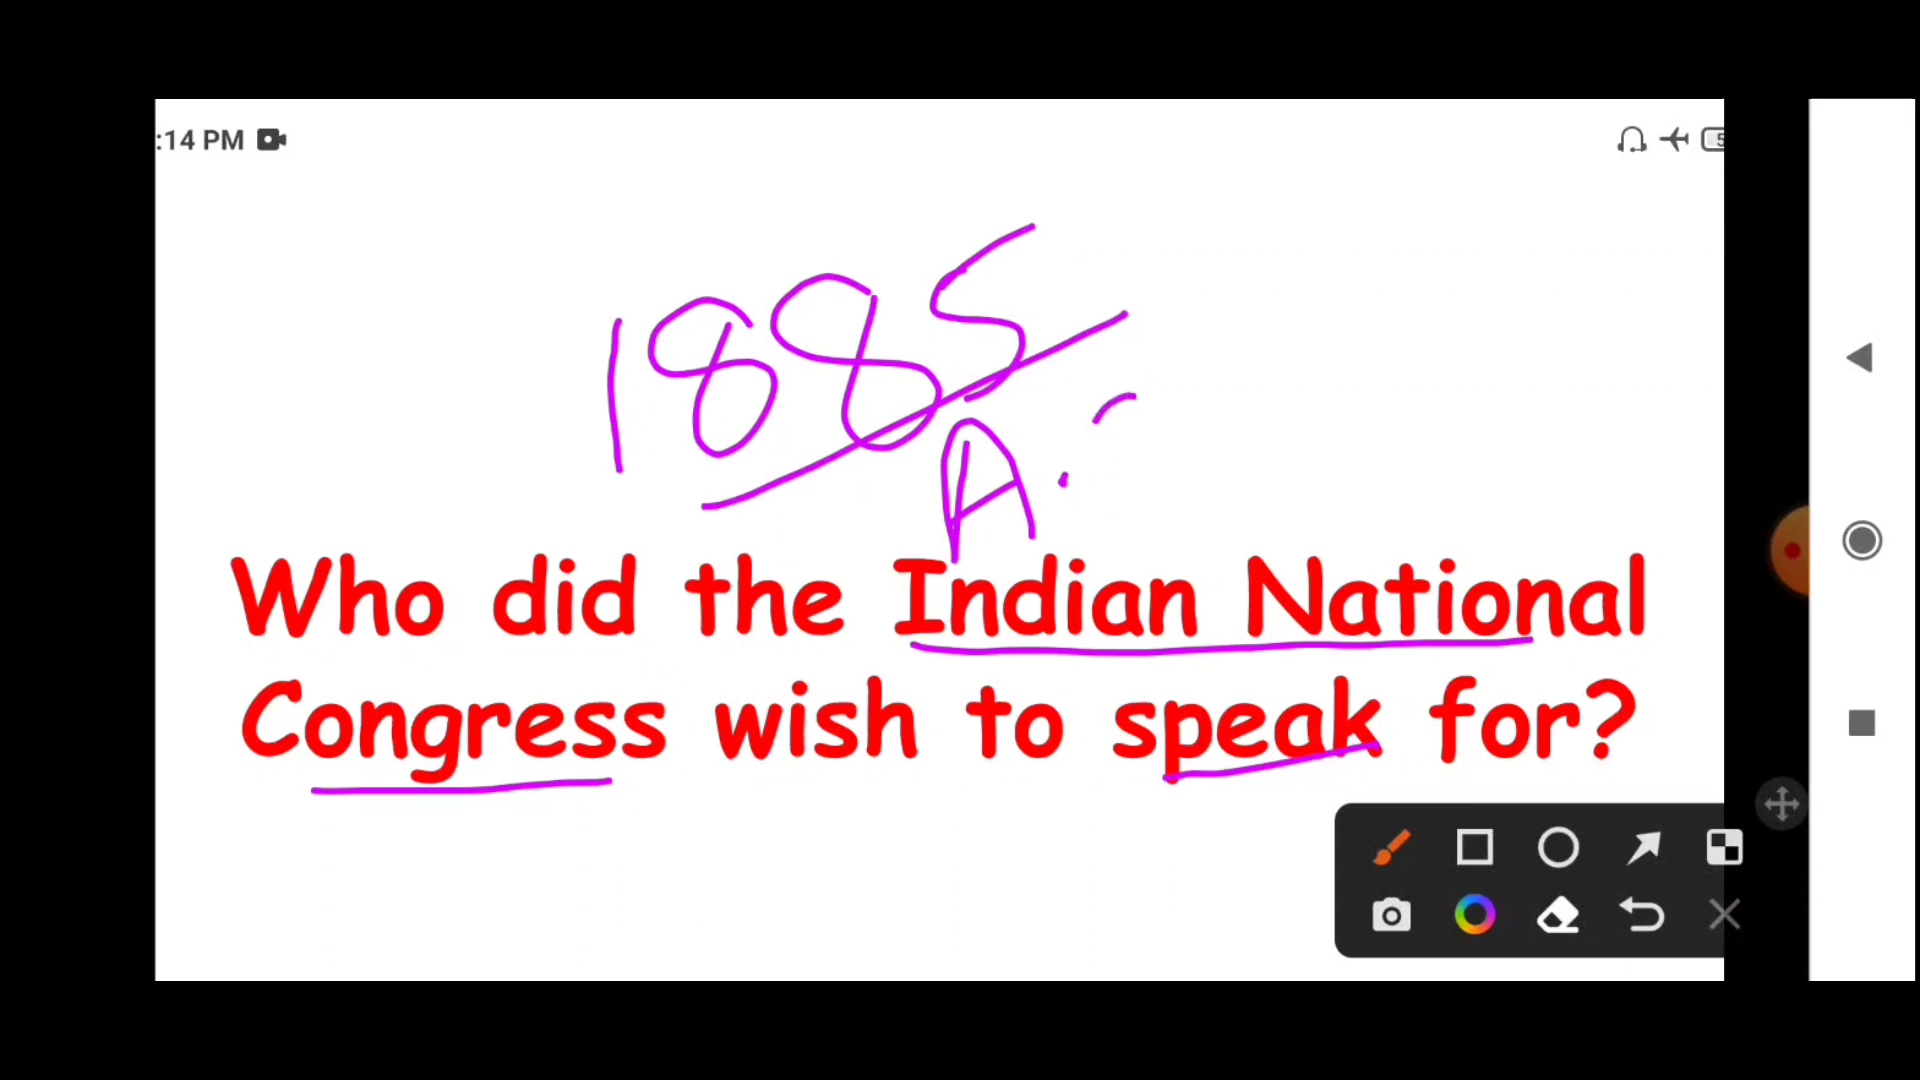 :14 PM
1885
A.
Who did the Indian National
Congress wish to speak for?